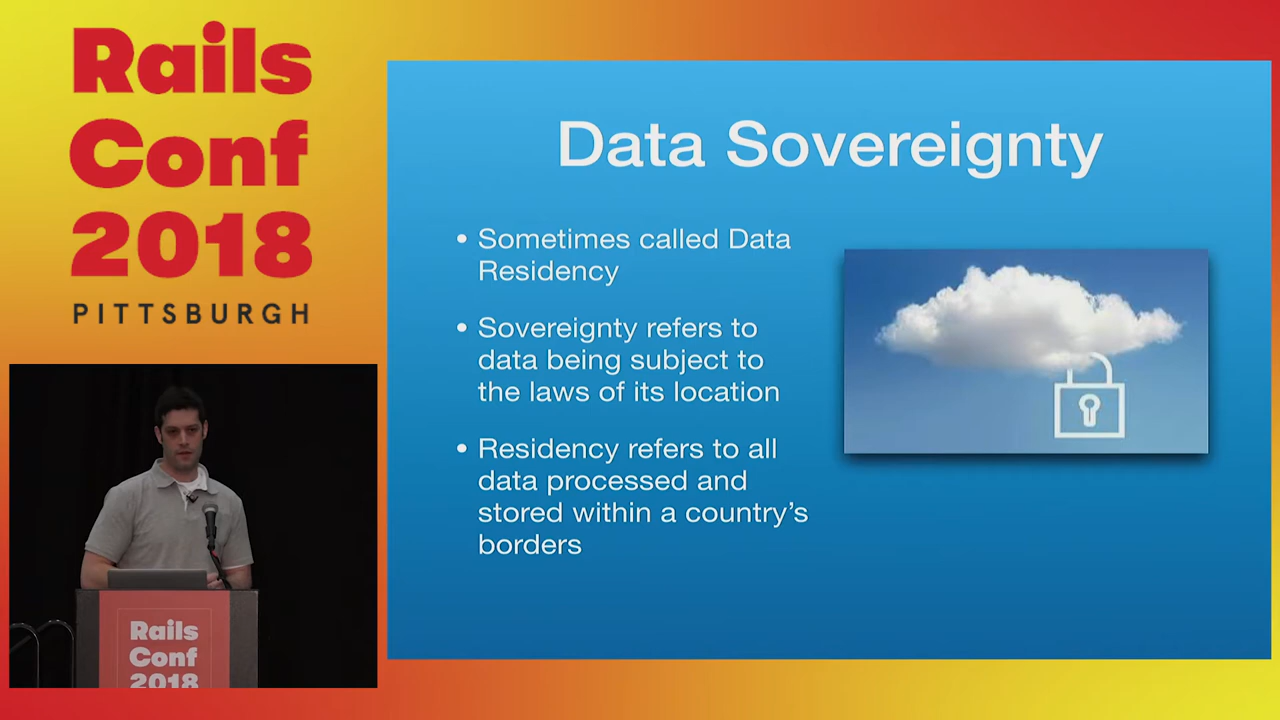 Rails
Conf
2018
PITTSBURGH
Data Sovereignty
• Sometimes called Data
Residency
• Sovereignty refers to
data being subject to
the laws of its location
• Residency refers to all
data processed and
stored within a country’s
borders
Rails
Conf
2018